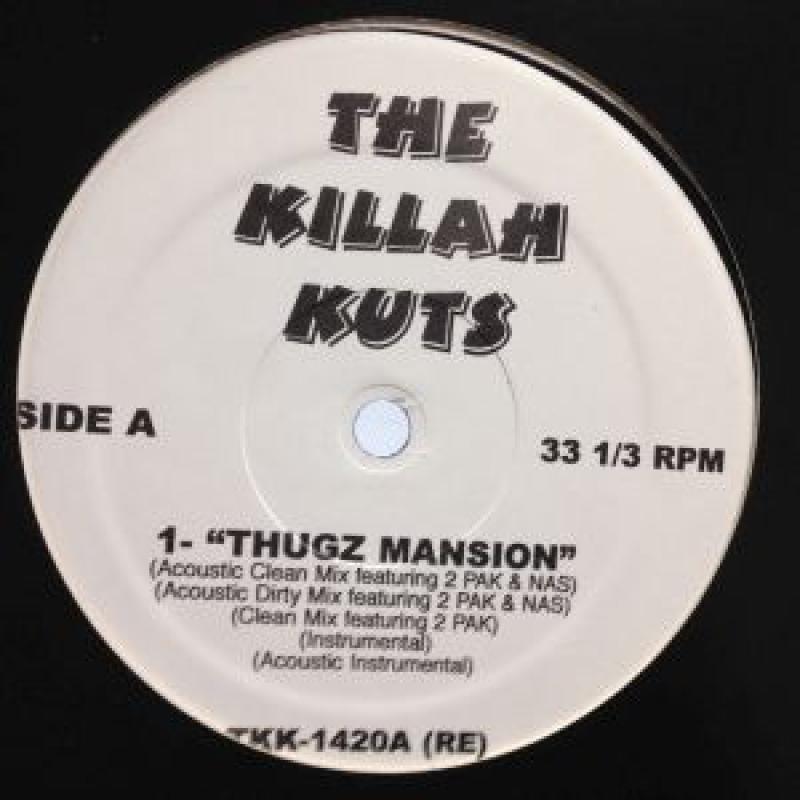 THE
KILLAH
KUTS
SIDE A
33 1/3 RPM
1- “THUGZ MANSION”
(Acoustic Clean Mix featuring 2 PAK & NAS)
(Acoustic Dirty Mix featuring 2 PAK & NAS)
(Clean Mix featuring 2 PAK)
(Instrumental)
(Acoustic Instrumental)
TKK-1420A (RE)